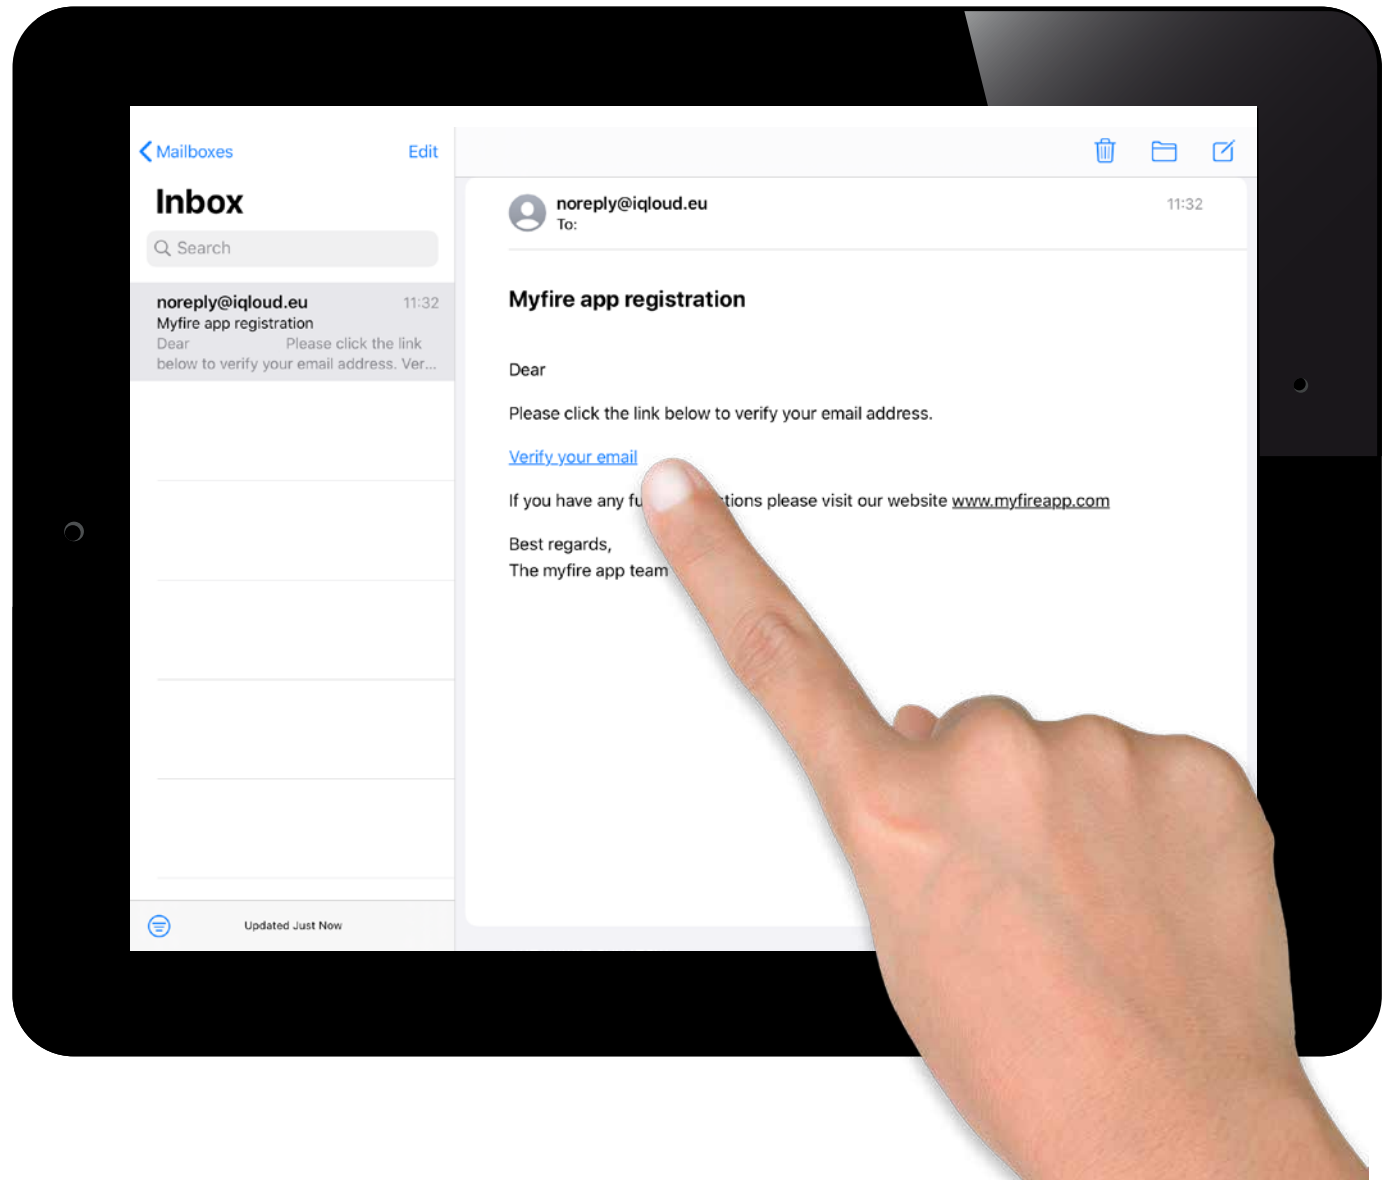 Mailboxes
Edit
Inbox
Search
noreply@iqloud.eu 11:32
Myfire app registration
Dear Please click the link
below to verify your email address. Ver...
Updated Just Now
noreply@iqloud.eu 11:32
To:
Myfire app registration
Dear
Please click the link below to verify your email address.
Verify your email
If you have any please visit our website www.myfireapp.com
Best regards,
The myfire app team